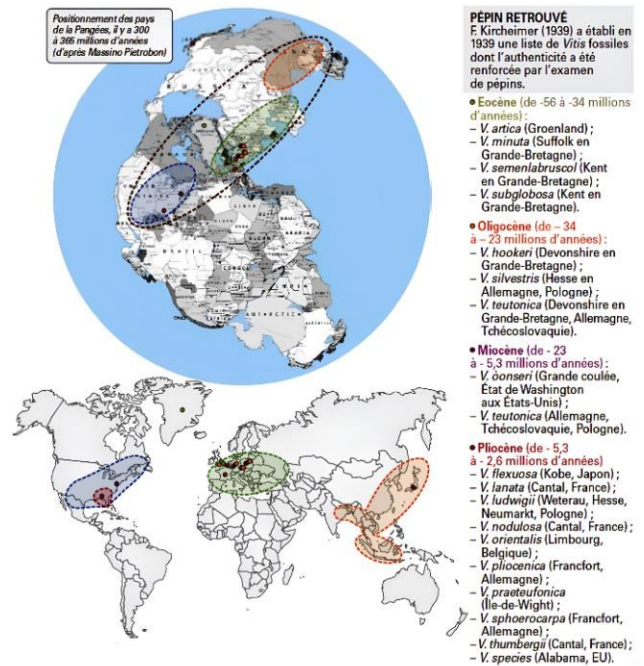 Positionnement des pays
de la Pangées, il y a 300
à 365 millions d'années
(d'après Massino Pietrobon)
PÉPIN RETROUVÉ
F. Kircheimer (1939) a établi en
1939 une liste de Vitis fossiles
dont l'authenticité a été
renforcée par l'examen
de pépins.
Eocène (de -56 à -34 millions
d'années) :
– V. artica (Groenland) ;
– V. minuta (Suffolk en
Grande-Bretagne) ;
– V. semenlabruscol (Kent
en Grande-Bretagne) ;
– V. subglobosa (Kent en
Grande-Bretagne).
Oligocène (de – 34
à – 23 millions d'années) :
– V. hookeri (Devonshire en
Grande-Bretagne) ;
– V. silvestris (Hesse en
Allemagne, Pologne) ;
– V. teutonica (Devonshire en
Grande-Bretagne, Allemagne,
Tchécoslovaquie).
Miocène (de - 23
à - 5,3 millions d'années) :
– V. bonseri (Grande coulée,
État de Washington
aux États-Unis) ;
– V. teutonica (Allemagne,
Tchécoslovaquie, Pologne).
Pliocène (de - 5,3
à - 2,6 millions d'années)
– V. flexuosa (Kobe, Japon) ;
– V. lanata (Cantal, France) ;
– V. ludwigii (Weterau, Hesse,
Neumarkt, Pologne) ;
– V. nodulosa (Cantal, France) ;
– V. orientalis (Limbourg,
Belgique) ;
– V. pliocenica (Francfort,
Allemagne) ;
– V. praeteufonica
(Île-de-Wight) ;
– V. sphoerocarpa (Francfort,
Allemagne) ;
– V. thumbergii (Cantal, France) ;
– V. species (Alabama, EU).
BRAZIL
ARABIA
ANTARCTICA